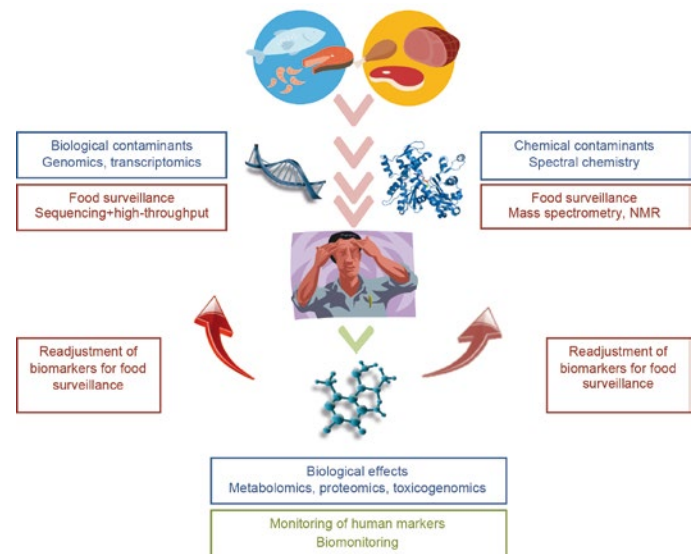 Biological contaminants
Genomics, transcriptomics
Chemical contaminants
Spectral chemistry
Food surveillance
Sequencing+high-throughput
Food surveillance
Mass spectrometry, NMR
Readjustment of
biomarkers for food
surveillance
Readjustment of
biomarkers for food
surveillance
Biological effects
Metabolomics, proteomics, toxicogenomics
Monitoring of human markers
Biomonitoring